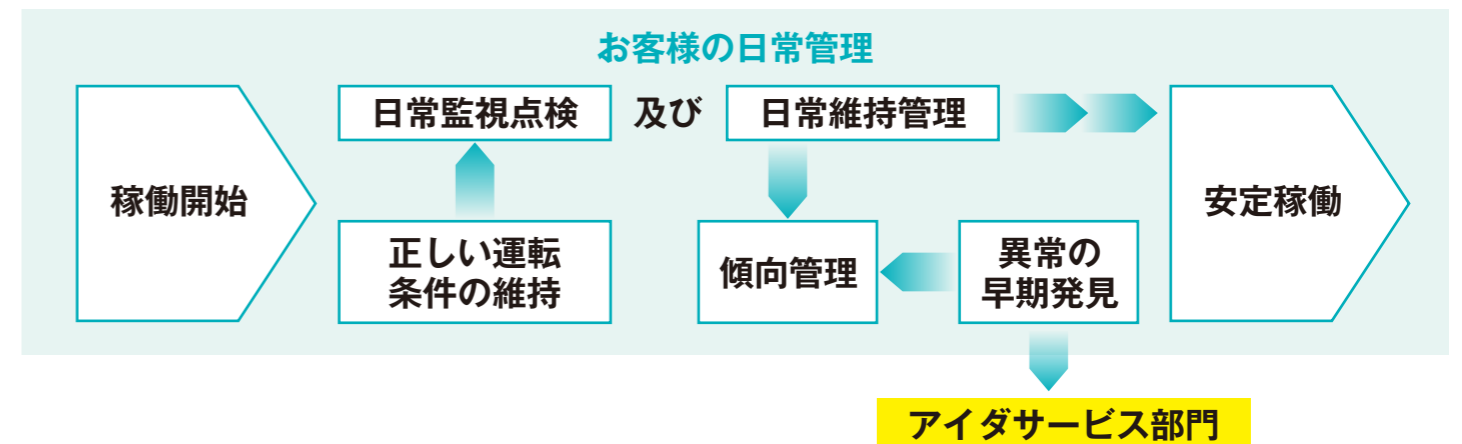 お客様の日常管理
稼働開始
日常監視点検
及び
日常維持管理
正しい運転
条件の維持
傾向管理
異常の
早期発見
安定稼働
アイダサービス部門